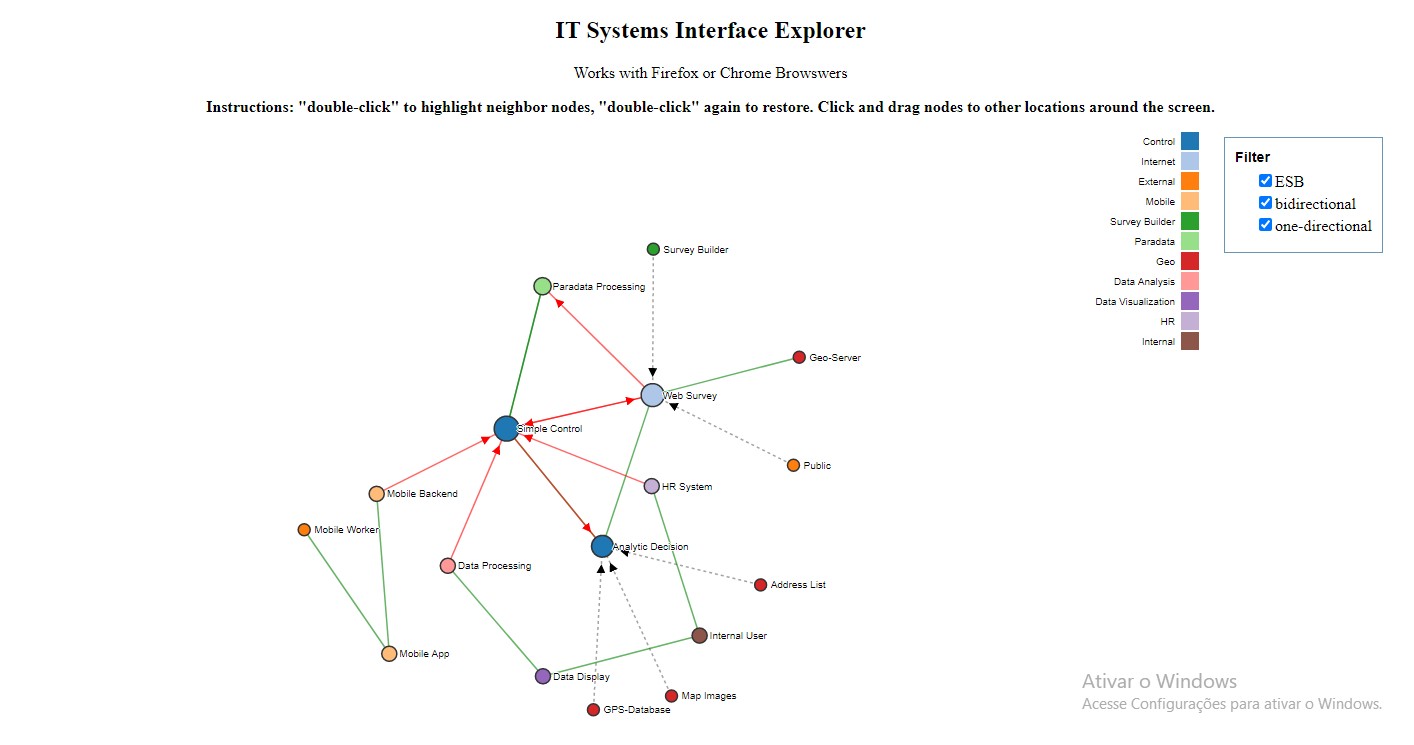 IT Systems Interface Explorer
Works with Firefox or Chrome Browswers
Instructions: "double-click" to highlight neighbor nodes, "double-click" again to restore. Click and drag nodes to other locations around the screen.
Control
Internet
External
Mobile
Survey Builder
Paradata
Geo
Data Analysis
Data Visualization
HR
Internal
Filter
ESB
bidirectional
one-directional
Survey Builder
Paradata Processing
Geo-Server
Web Survey
Simple Control
Public
HR System
Mobile Backend
Mobile Worker
Analytic Decision
Data Processing
Address List
Internal User
Mobile App
Data Display
Map Images
GPS-Database
Ativar o Windows
Acesse Configurações para ativar o Windows.